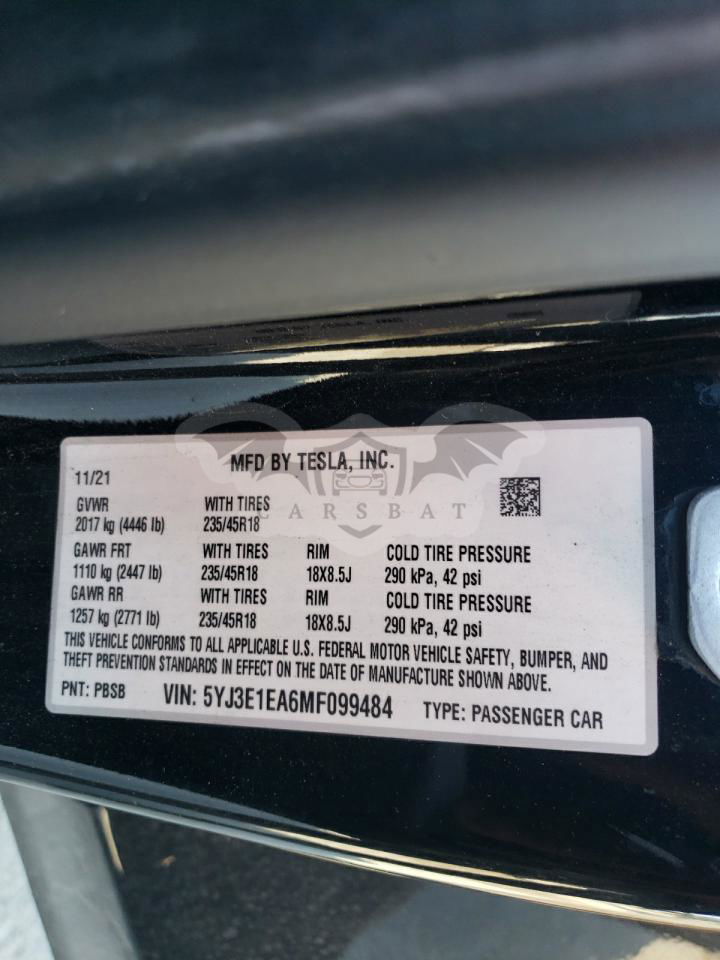 MFD BY TESLA, INC.
11/21
GVWR WITH TIRES
2017 kg (4446 lb) 235/45R18
GAWR FRT WITH TIRES RIM COLD TIRE PRESSURE
1110 kg (2447 lb) 235/45R18 18X8.5J 290 kPa, 42 psi
GAWR RR WITH TIRES RIM COLD TIRE PRESSURE
1257 kg (2771 lb) 235/45R18 18X8.5J 290 kPa, 42 psi
THIS VEHICLE CONFORMS TO ALL APPLICABLE U.S. FEDERAL MOTOR VEHICLE SAFETY, BUMPER, AND
THEFT PREVENTION STANDARDS IN EFFECT ON THE DATE OF MANUFACTURE SHOWN ABOVE.
PNT: PBSB VIN: 5YJ3E1EA6MF099484 TYPE: PASSENGER CAR
CARSBAT